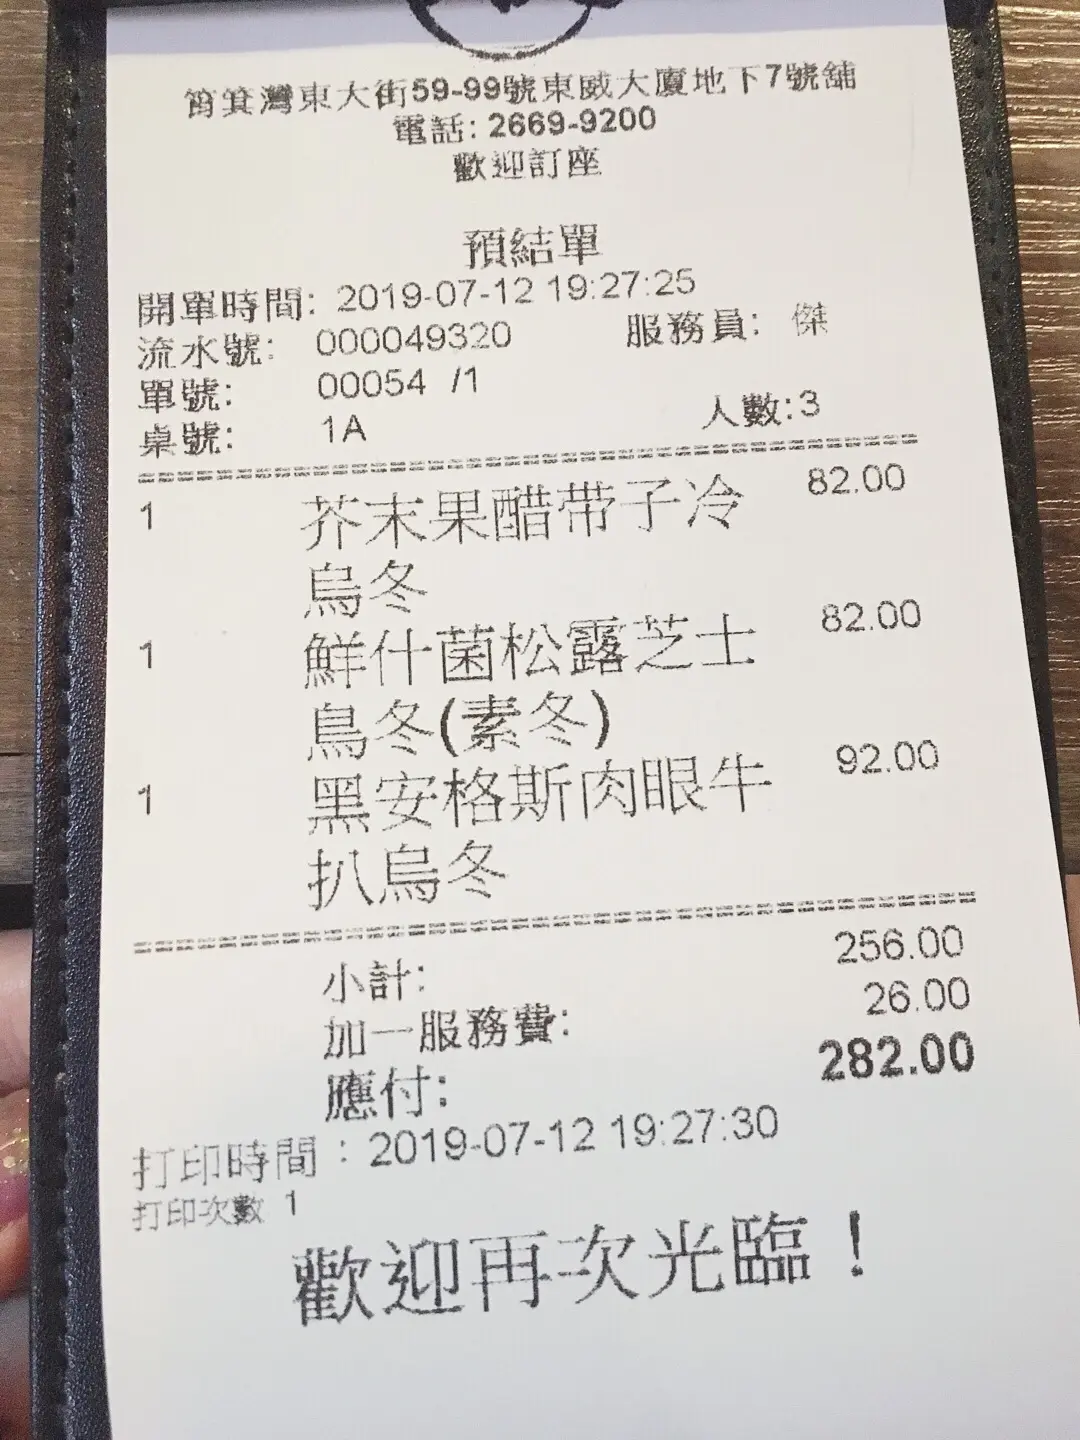 筲箕灣東大街59-99號東威大廈地下7號舖
電話: 2669-9200
歡迎訂座
預結單
開單時間: 2019-07-12 19:27:25
流水號: 000049320 服務員: 傑
單號: 00054 /1
桌號: 1A 人數:3
1 芥末果醋带子冷 82.00
烏冬
1 鮮什菌松露芝士 82.00
烏冬(素冬)
1 黑安格斯肉眼牛 92.00
扒烏冬
小計: 256.00
加一服務費: 26.00
應付: 282.00
打印時間 : 2019-07-12 19:27:30
打印次數 1
歡迎再次光臨！